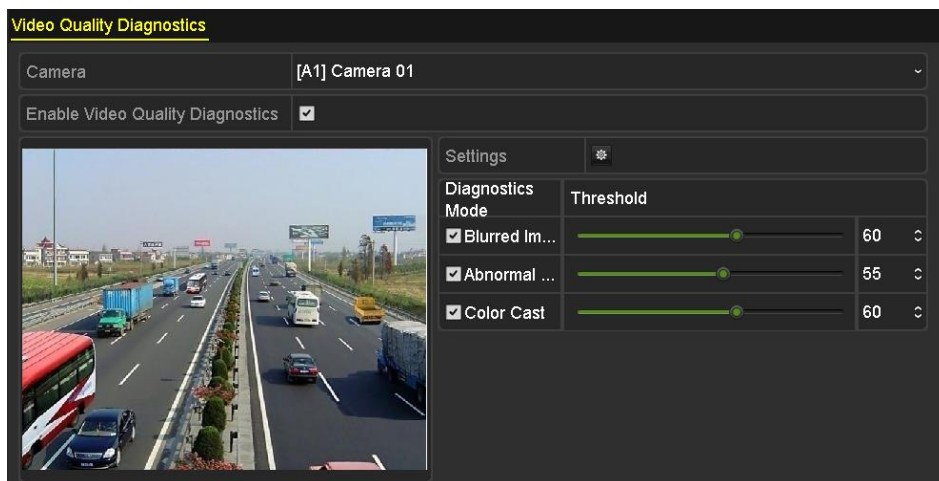 Video Quality Diagnostics
Camera
[A1] Camera 01
Enable Video Quality Diagnostics
Settings
Diagnostics
Mode
Threshold
Blurred Im...
60
Abnormal ...
55
Color Cast
60